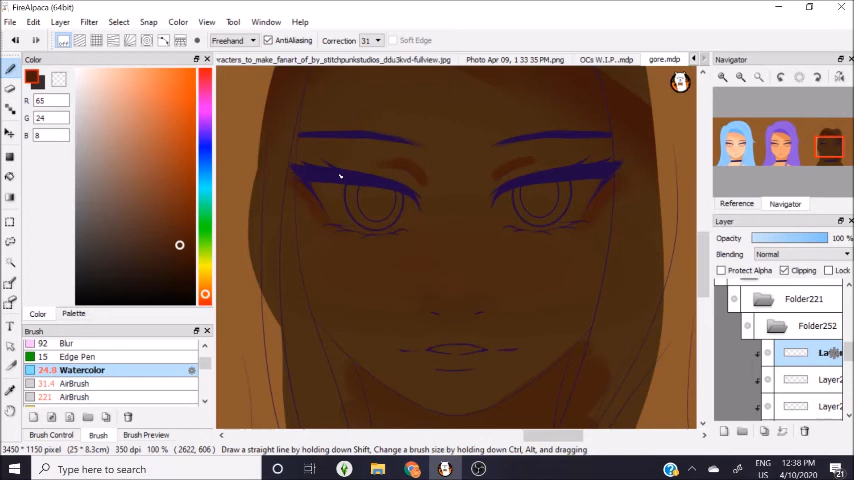 FireAlpaca (64bit)
File Edit Layer Filter Select Snap Color View Tool Window Help
Freehand AntiAliasing Correction 31 Soft Edge
Color
racters_to_make_fanart_of_by_stitchpunkstudios_ddu3kvd-fullview.jpg Photo Apr 09, 1 33 35 PM.png OCs W.I.P...W.mdp gore.mdp
Navigator
R 65
G 24
B 8
Reference Navigator
Layer
Opacity 100 %
Blending Normal
Protect Alpha Clipping Lock
Folder221
Folder252
Color Palette
Brush
92 Blur
15 Edge Pen
24.8 Watercolor
31.4 AirBrush
221 AirBrush
Layer2
Layer2
Brush Control Brush Brush Preview
3450 * 1150 pixel (25 * 8.3cm) 350 dpi 100 % (2622, 606) Draw a straight line by holding down Shift, Change a brush size by holding down Ctrl, Alt, and dragging
Type here to search
ENG
US
12:38 PM
4/10/2020
21